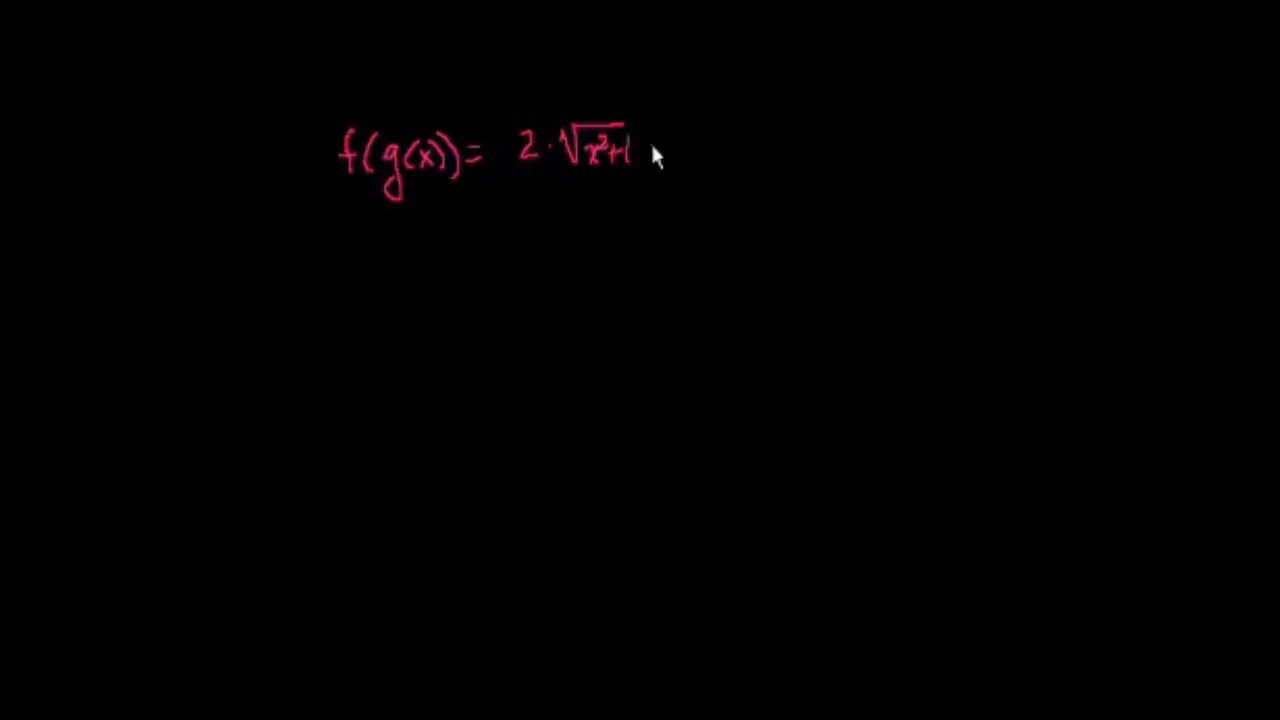 f(g(x)) = 2 · √x²+1